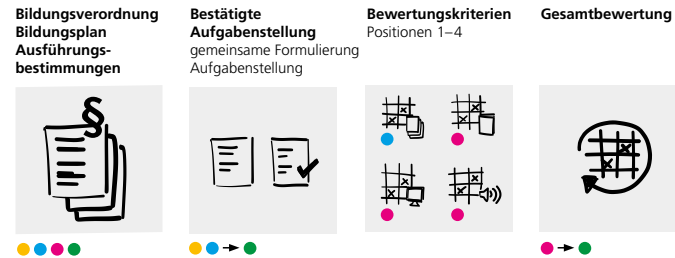 Bildungsverordnung
Bildungsplan
Ausführungs-
bestimmungen
Bestätigte
Aufgabenstellung
gemeinsame Formulierung
Aufgabenstellung
Bewertungskriterien
Positionen 1–4
Gesamtbewertung
§